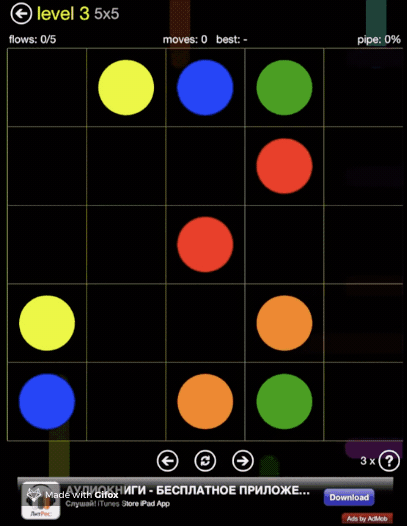 level 3 5x5
flows: 0/5 moves: 0 best: - pipe: 0%
3 x ?
АУДИОКНИГИ - БЕСПЛАТНОЕ ПРИЛОЖЕ...
Made with Gifox
Слушай! iTunes Store iPad App
Download
ЛитРес:
Ads by AdMob